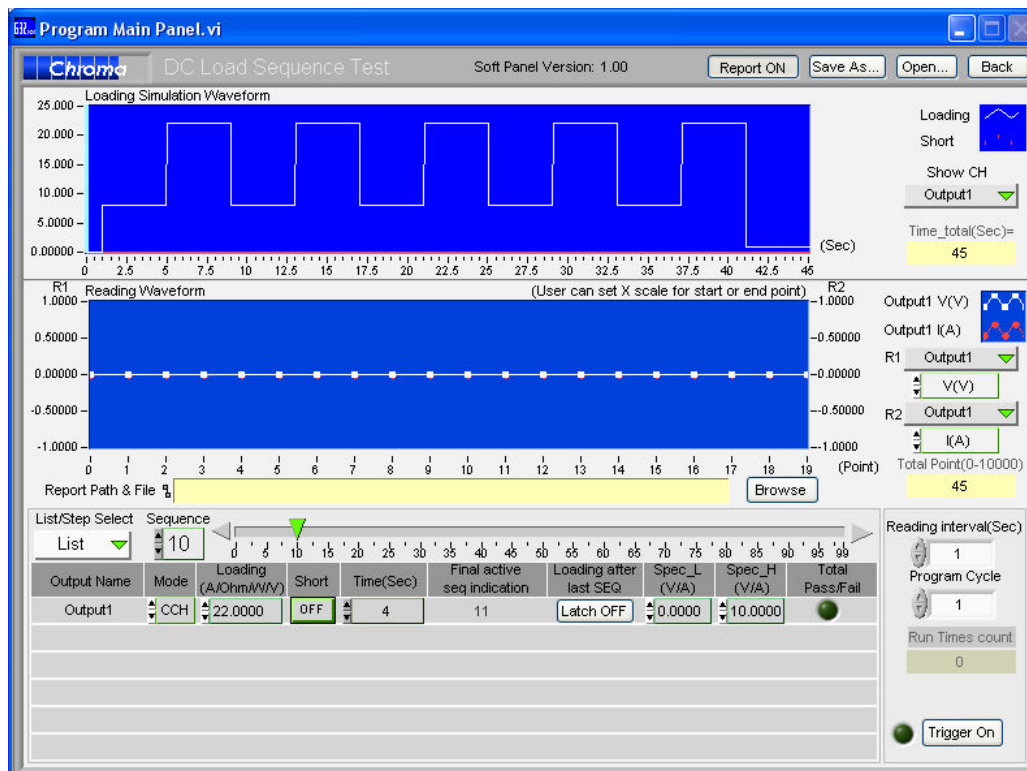 Program Main Panel.vi
Chroma DC Load Sequence Test Soft Panel Version: 1.00 Report ON Save As... Open... Back
Loading Simulation Waveform
25.000
20.000
15.000
10.000
5.0000
0.00000
0 2.5 5 7.5 10 12.5 15 17.5 20 22.5 25 27.5 30 32.5 35 37.5 40 42.5 45
(Sec)
Loading
Short
Show CH
Output1
Time_total(Sec)=
45
R1 Reading Waveform (User can set X scale for start or end point) R2
1.0000
0.50000
0.00000
-0.50000
-1.0000
1.0000
0.50000
0.00000
-0.50000
-1.0000
0 1 2 3 4 5 6 7 8 9 10 11 12 13 14 15 16 17 18 19 (Point)
Output1 V(V)
Output1 I(A)
R1 Output1
V(V)
R2 Output1
I(A)
Total Point(0-10000)
45
Report Path & File Browse
List/Step Select Sequence
List 10
0 5 10 15 20 25 30 35 40 45 50 55 60 65 70 75 80 85 90 95 99
Output Name Mode Loading (A/Ohm/W/V) Short Time(Sec) Final active seq indication Loading after last SEQ Spec_L (V/A) Spec_H (V/A) Total Pass/Fail
Output1 CCH 22.0000 OFF 4 11 Latch OFF 0.0000 10.0000
Reading interval(Sec)
1
Program Cycle
1
Run Times count
0
Trigger On